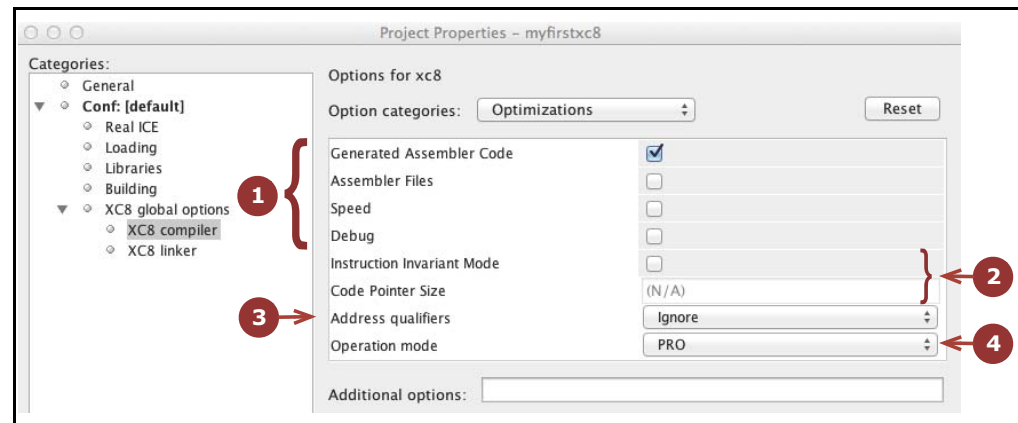 Project Properties – myfirstxc8
Categories:
General
Conf: [default]
Real ICE
Loading
Libraries
Building
XC8 global options
XC8 compiler
XC8 linker
Options for xc8
Option categories: Optimizations Reset
Generated Assembler Code
Assembler Files
Speed
Debug
Instruction Invariant Mode
Code Pointer Size (N/A)
Address qualifiers Ignore
Operation mode PRO
Additional options:
1
2
3
4